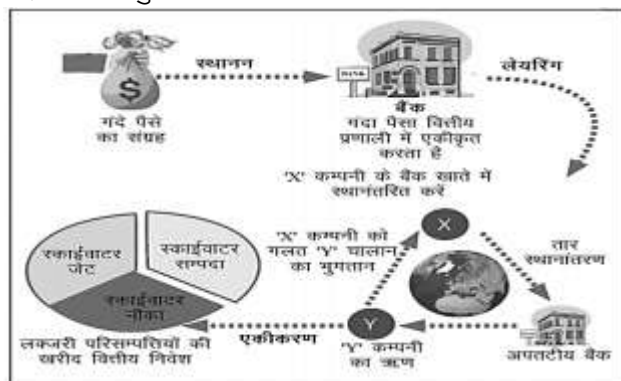 स्थानन
लेयरिंग
$
BANK
गंदे पैसे
का संग्रह
बैंक
गंदा पैसा वित्तीय
प्रणाली में एकीकृत
करता है
'X' कम्पनी के बैंक खाते में
स्थानंतरित करें
X
'X' कम्पनी को
गलत 'Y' चालान
का भुगतान
तार
स्थानांतरण
स्काईवाटर
जेट
स्काईवाटर
सम्पदा
स्काईवाटर
नौका
Y
एकीकरण
'Y' कम्पनी
का ऋण
अपतटीय बैंक
लक्जरी परिसम्पत्तियों की
खरीद वित्तीय निवेश